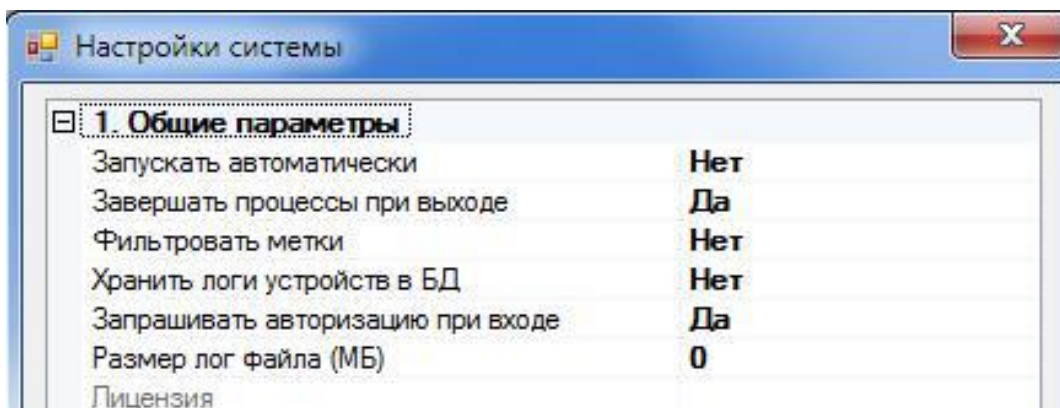 Настройки системы
1. Общие параметры
Запускать автоматически Нет
Завершать процессы при выходе Да
Фильтровать метки Нет
Хранить логи устройств в БД Нет
Запрашивать авторизацию при входе Да
Размер лог файла (МБ) 0
Лицензия